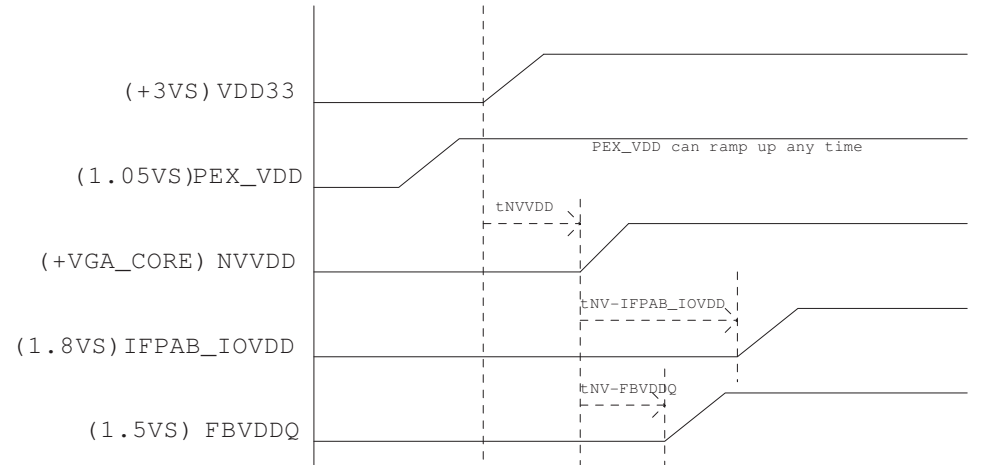 (+3VS) VDD33
PEX_VDD can ramp up any time
(1.05VS)PEX_VDD
tNVVDD
(+VGA_CORE) NVVDD
tNV-IFPAB_IOVDD
(1.8VS) IFPAB_IOVDD
tNV-FBVDDQ
(1.5VS) FBVDDQ